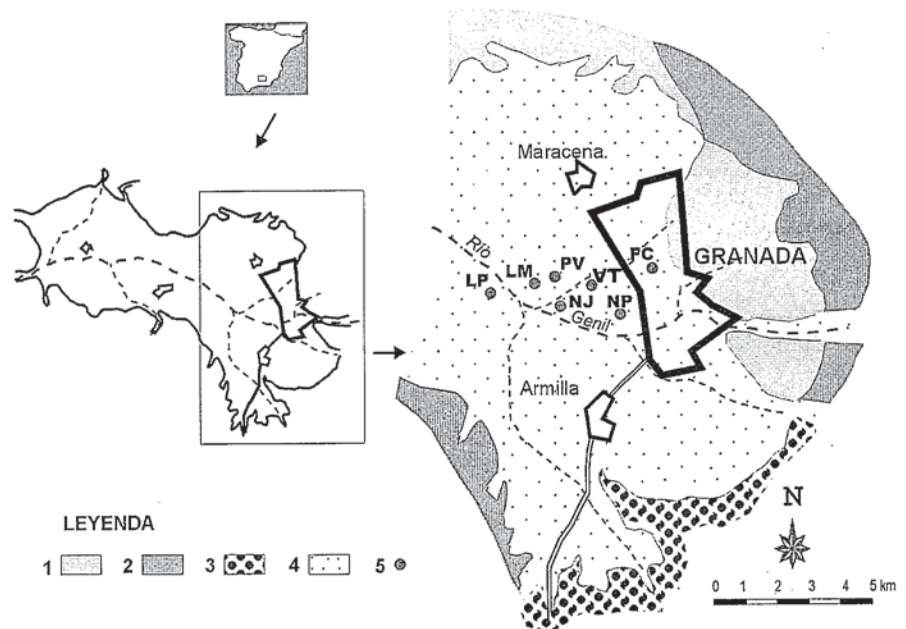 Maracena.
GRANADA
Río
Genil
LP
LM
PV
AT
FC
NJ
NP
Armilla
N
LEYENDA
1 2 3 4 5
0 1 2 3 4 5 km